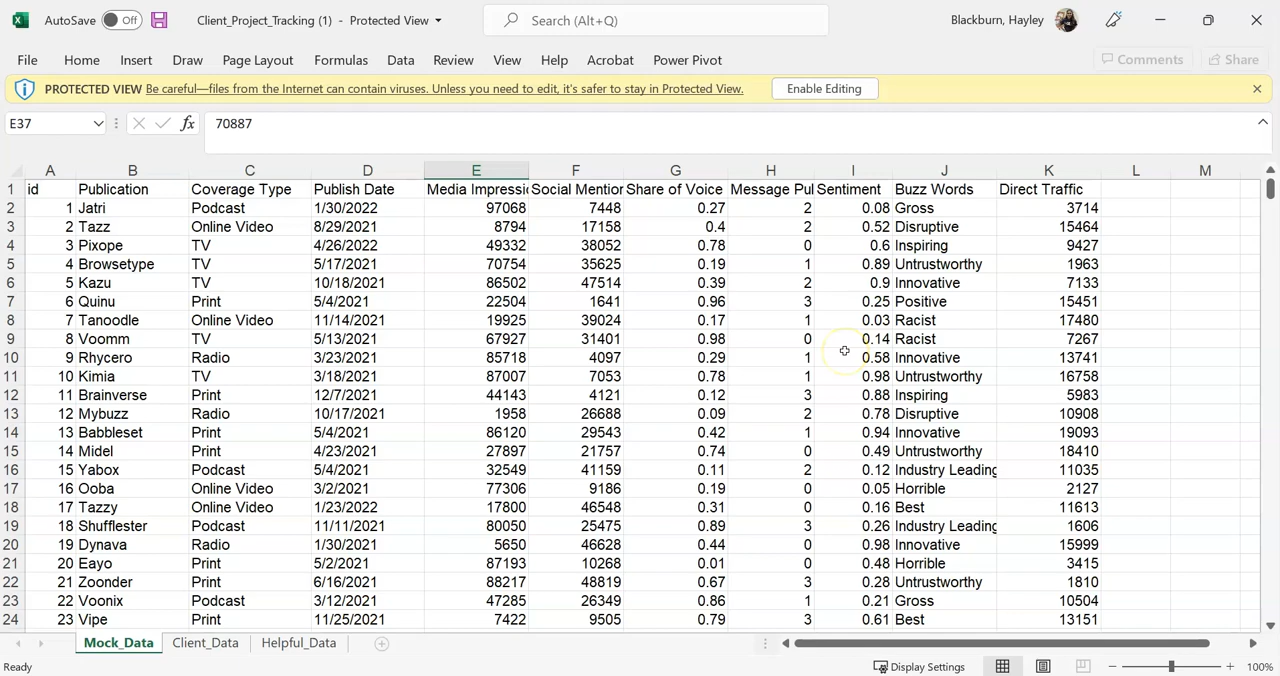 AutoSave Off Client_Project_Tracking (1) - Protected View Search (Alt+Q) Blackburn, Hayley
File Home Insert Draw Page Layout Formulas Data Review View Help Acrobat Power Pivot Comments Share
PROTECTED VIEW Be careful—files from the Internet can contain viruses. Unless you need to edit, it's safer to stay in Protected View. Enable Editing
E37 fx 70887
A B C D E F G H I J K L M
1 id Publication Coverage Type Publish Date Media Impressio Social Mention Share of Voice Message Pul Sentiment Buzz Words Direct Traffic
2 1 Jatri Podcast 1/30/2022 97068 7448 0.27 2 0.08 Gross 3714
3 2 Tazz Online Video 8/29/2021 8794 17158 0.4 2 0.52 Disruptive 15464
4 3 Pixope TV 4/26/2022 49332 38052 0.78 0 0.6 Inspiring 9427
5 4 Browsetype TV 5/17/2021 70754 35625 0.19 1 0.89 Untrustworthy 1963
6 5 Kazu TV 10/18/2021 86502 47514 0.39 2 0.9 Innovative 7133
7 6 Quinu Print 5/4/2021 22504 1641 0.96 3 0.25 Positive 15451
8 7 Tanoodle Online Video 11/14/2021 19925 39024 0.17 1 0.03 Racist 17480
9 8 Voomm TV 5/13/2021 67927 31401 0.98 0 0.14 Racist 7267
10 9 Rhycero Radio 3/23/2021 85718 4097 0.29 1 0.58 Innovative 13741
11 10 Kimia TV 3/18/2021 87007 7053 0.78 1 0.98 Untrustworthy 16758
12 11 Brainverse Print 12/7/2021 44143 4121 0.12 3 0.88 Inspiring 5983
13 12 Mybuzz Radio 10/17/2021 1958 26688 0.09 2 0.78 Disruptive 10908
14 13 Babbleset Print 5/4/2021 86120 29543 0.42 1 0.94 Innovative 19093
15 14 Midel Print 4/23/2021 27897 21757 0.74 0 0.49 Untrustworthy 18410
16 15 Yabox Podcast 5/4/2021 32549 41159 0.11 2 0.12 Industry Leading 11035
17 16 Ooba Online Video 3/2/2021 77306 9186 0.19 0 0.05 Horrible 2127
18 17 Tazzy Online Video 1/23/2022 17800 46548 0.31 0 0.16 Best 11613
19 18 Shufflester Podcast 11/11/2021 80050 25475 0.89 3 0.26 Industry Leading 1606
20 19 Dynava Radio 1/30/2021 5650 46628 0.44 0 0.98 Innovative 15999
21 20 Eayo Print 5/2/2021 87193 10268 0.01 0 0.48 Horrible 3415
22 21 Zoonder Print 6/16/2021 88217 48819 0.67 3 0.28 Untrustworthy 1810
23 22 Voonix Podcast 3/12/2021 47285 26349 0.86 1 0.21 Gross 10504
24 23 Vipe Print 11/25/2021 7422 9505 0.79 3 0.61 Best 13151
Mock_Data Client_Data Helpful_Data
Ready Display Settings 100%